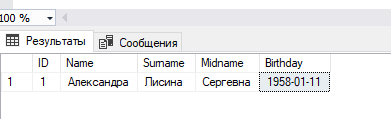 100 %
Результаты Сообщения
ID Name Surname Midname Birthday
1 1 Александра Лисина Сергевна 1958-01-11